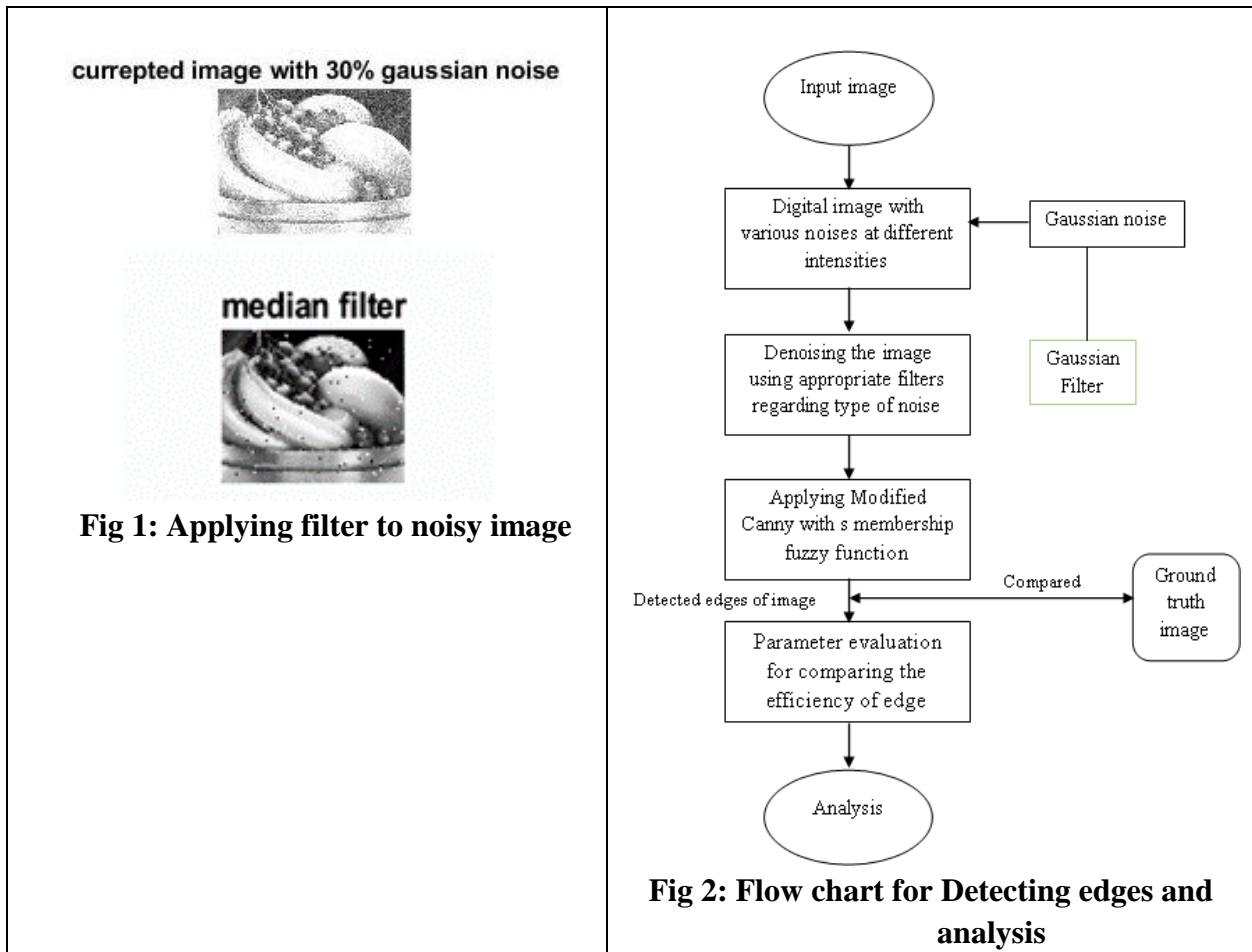 currepted image with 30% gaussian noise
median filter
Fig 1: Applying filter to noisy image
Input image
Digital image with
various noises at different
intensities
Gaussian noise
Denoising the image
using appropriate filters
regarding type of noise
Gaussian
Filter
Applying Modified
Canny with s membership
fuzzy function
Detected edges of image
Compared
Ground
truth
image
Parameter evaluation
for comparing the
efficiency of edge
Analysis
Fig 2: Flow chart for Detecting edges and
analysis